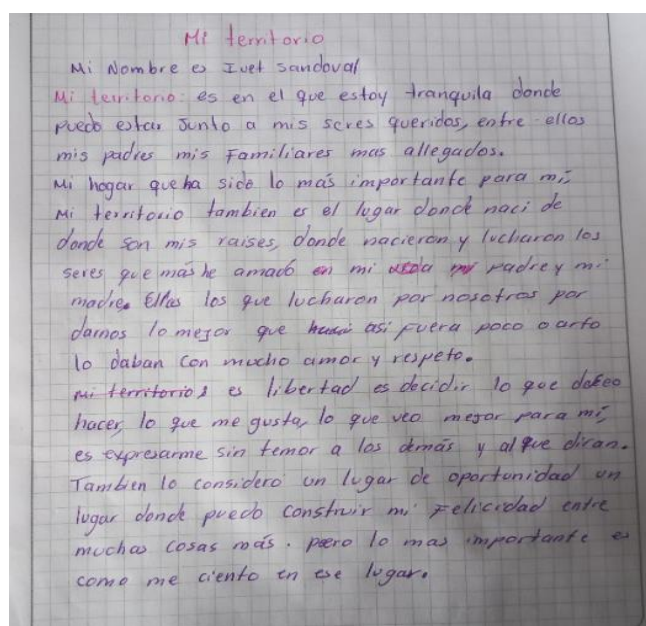 Mi territorio
Mi Nombre es Ivet Sandoval
Mi territorio: es en el que estoy tranquila donde
puedo estar Junto a mis seres queridos, entre ellos
mis padres mis Familiares mas allegados.
Mi hogar que ha sido lo más importante para mi,
Mi territorio tambien es el lugar donde naci de
donde son mis raises, donde nacieron y lucharon los
seres que más he amado en mi vida mi padre y mi
madre. Ellos los que lucharon por nosotros por
darnos lo mejor que asi fuera poco o arto
lo daban con mucho amor y respeto.
mi territorio es libertad es decidir lo que deseo
hacer, lo que me gusta, lo que veo mejor para mi,
es expresarme sin temor a los demás y al que diran.
Tambien lo considero un lugar de oportunidad un
lugar donde puedo construir mi Felicidad entre
muchas cosas más. pero lo mas importante es
como me ciento en ese lugar.